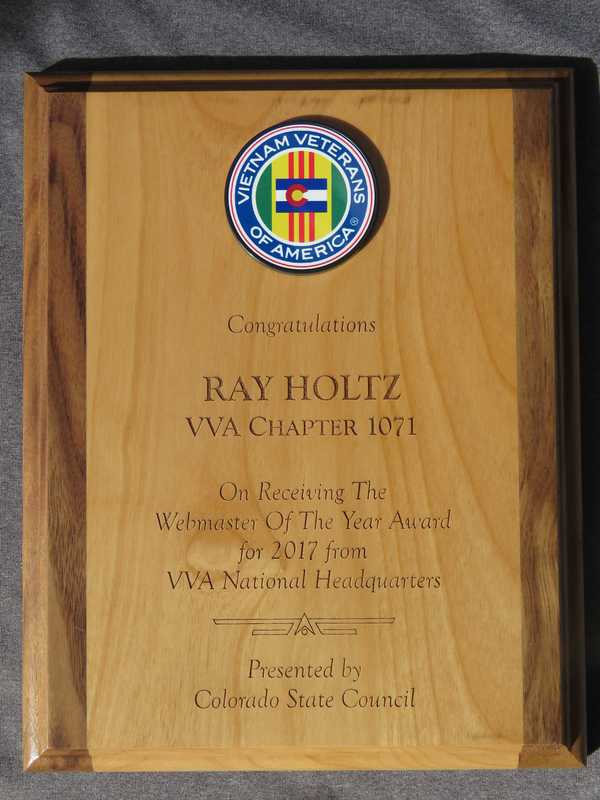 VIETNAM VETERANS
OF AMERICA ®
Congratulations
RAY HOLTZ
VVA CHAPTER 1071
On Receiving The
Webmaster Of The Year Award
for 2017 from
VVA National Headquarters
Presented by
Colorado State Council